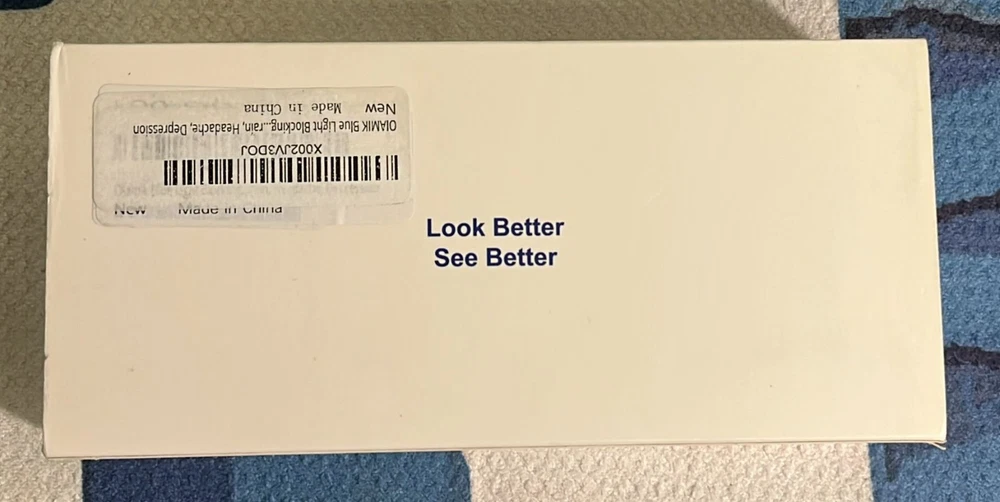 New Made in China
OIAMIK Blue Light Blocking...rain, Headache, Depression
X002JV3DOJ
New Made in China
Look Better
See Better